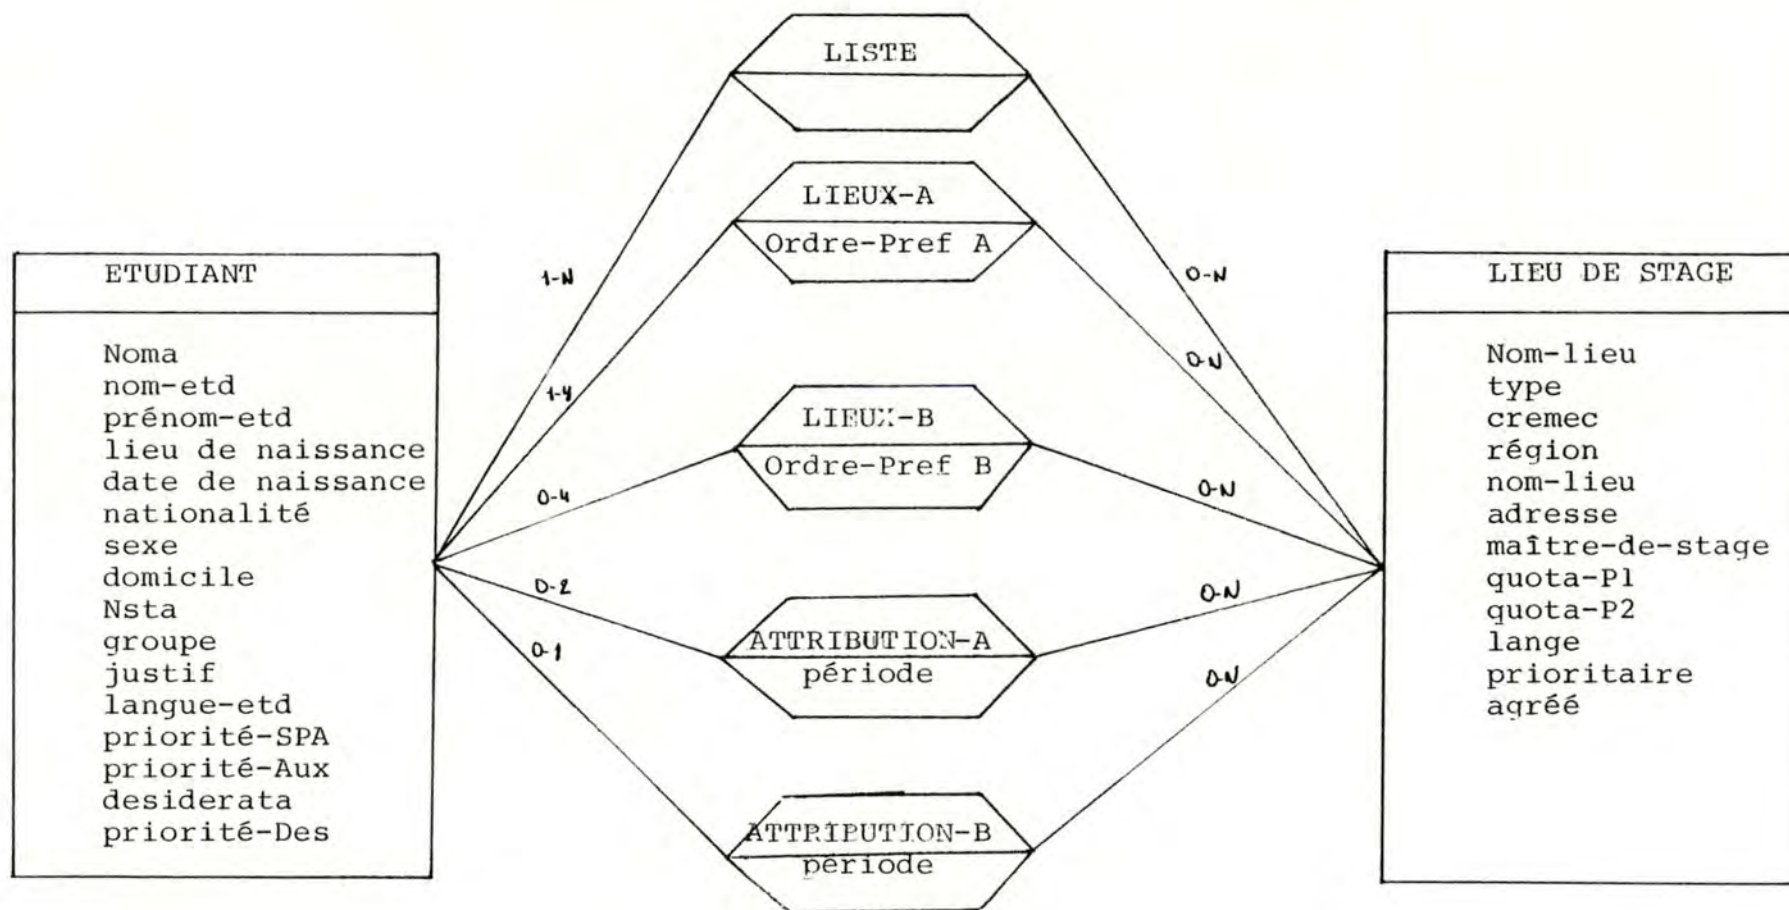 LISTE
LIEUX-A
Ordre-Pref A
ETUDIANT
Noma
nom-etd
prénom-etd
lieu de naissance
date de naissance
nationalité
sexe
domicile
Nsta
groupe
justif
langue-etd
priorité-SPA
priorité-Aux
desiderata
priorité-Des
1-N
1-4
0-4
0-2
0-1
LIEUX-B
Ordre-Pref B
ATTRIBUTION-A
période
ATTRIBUTION-B
période
0-N
0-N
0-N
0-N
0-N
LIEU DE STAGE
Nom-lieu
type
cremec
région
nom-lieu
adresse
maître-de-stage
quota-P1
quota-P2
lange
prioritaire
agréé